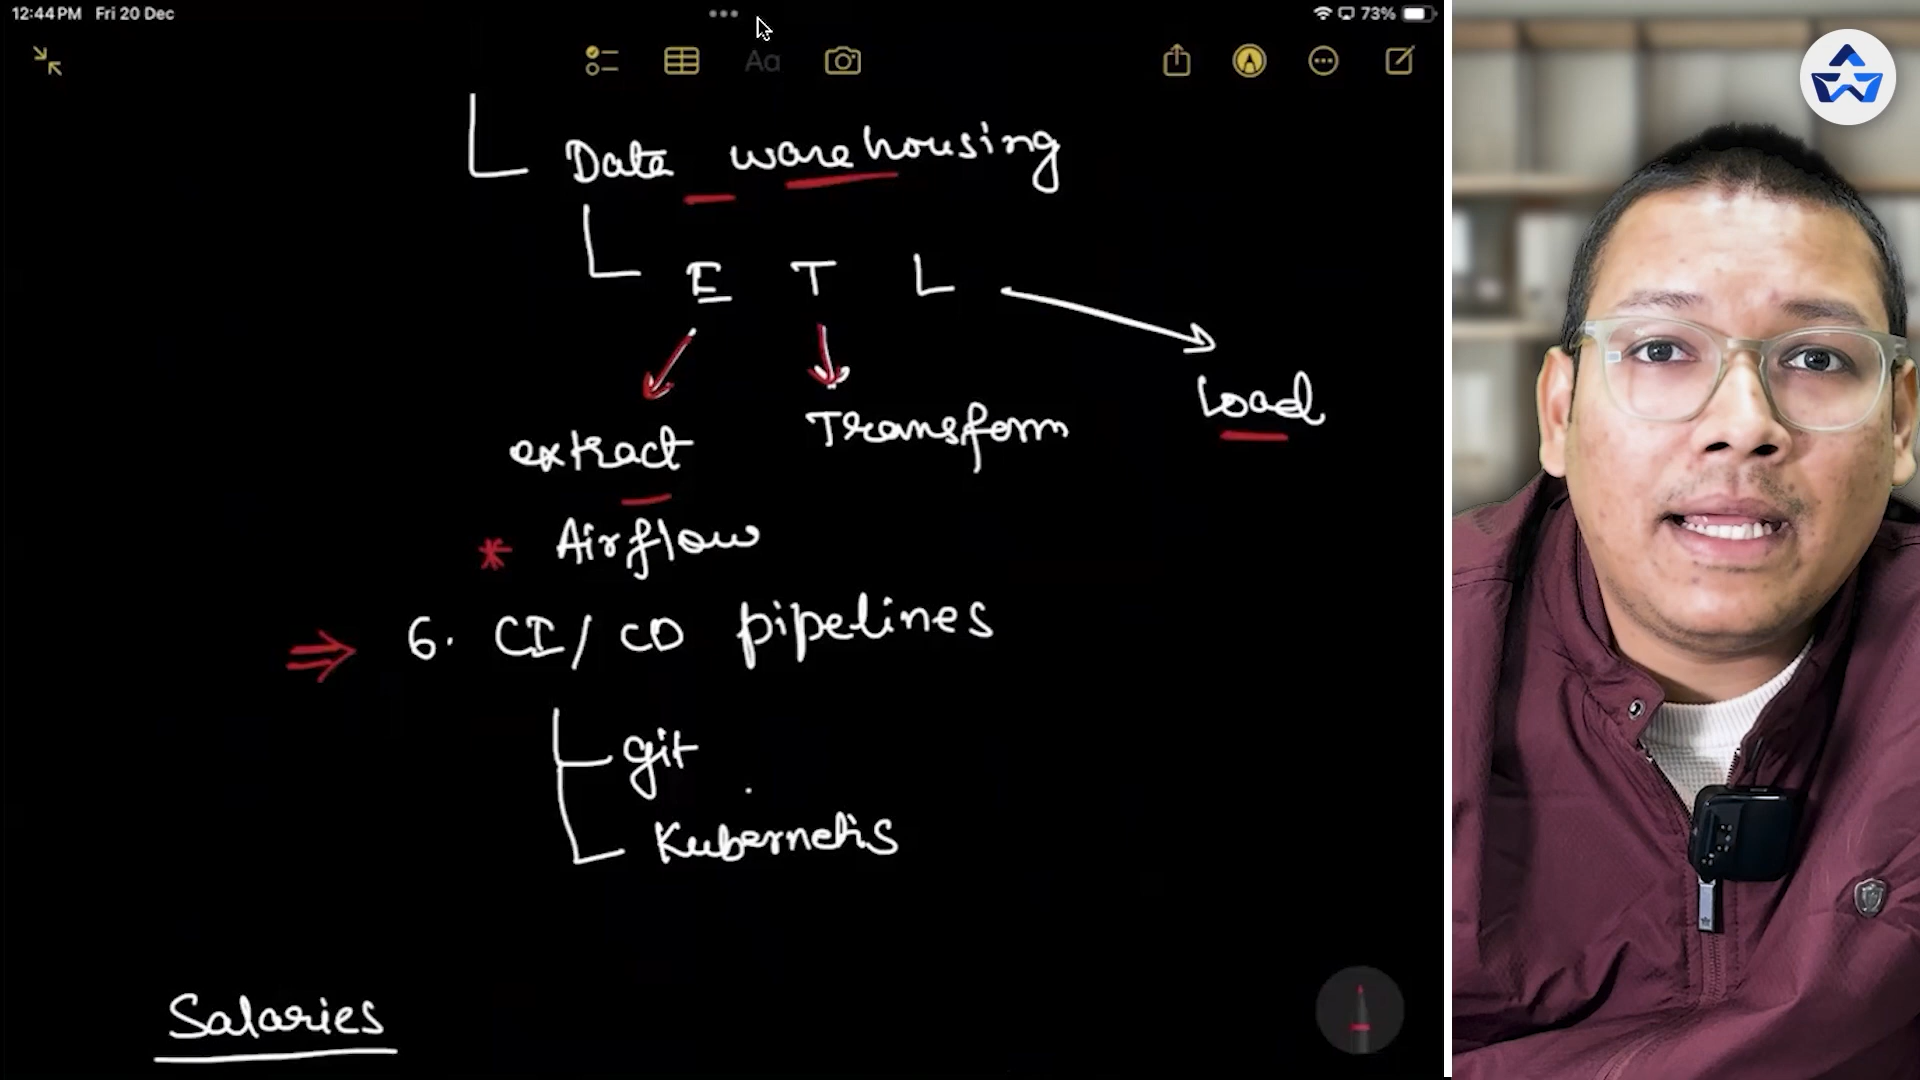 12:44 PM Fri 20 Dec 73%
Aa
Data warehousing
E T L
Load
Transform
extract
* Airflow
⇒ 6. CI/CD pipelines
git
Kubernetis
Salaries